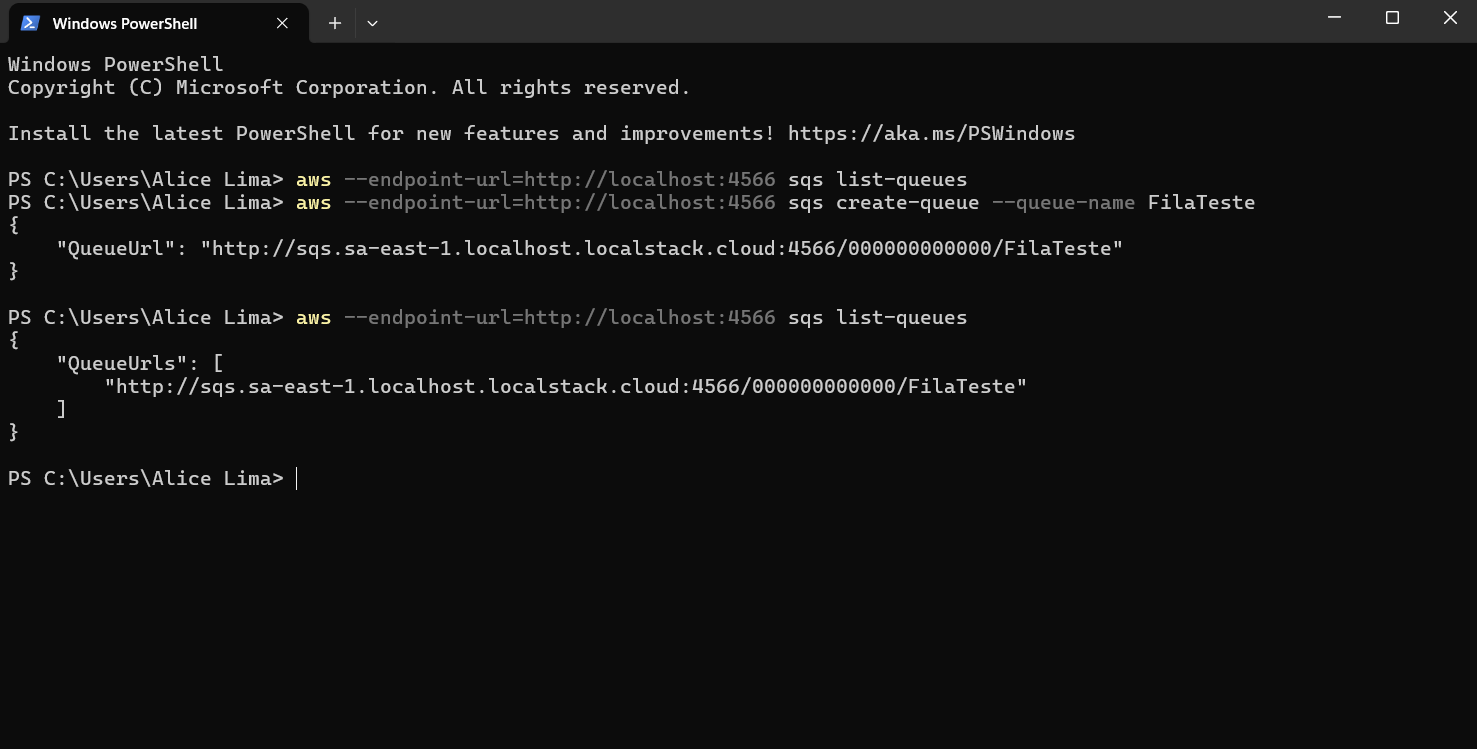 Windows PowerShell
Windows PowerShell
Copyright (C) Microsoft Corporation. All rights reserved.
Install the latest PowerShell for new features and improvements! https://aka.ms/PSWindows
PS C:\Users\Alice Lima> aws --endpoint-url=http://localhost:4566 sqs list-queues
PS C:\Users\Alice Lima> aws --endpoint-url=http://localhost:4566 sqs create-queue --queue-name FilaTeste
{
    "QueueUrl": "http://sqs.sa-east-1.localhost.localstack.cloud:4566/000000000000/FilaTeste"
}
PS C:\Users\Alice Lima> aws --endpoint-url=http://localhost:4566 sqs list-queues
{
    "QueueUrls": [
        "http://sqs.sa-east-1.localhost.localstack.cloud:4566/000000000000/FilaTeste"
    ]
}
PS C:\Users\Alice Lima>